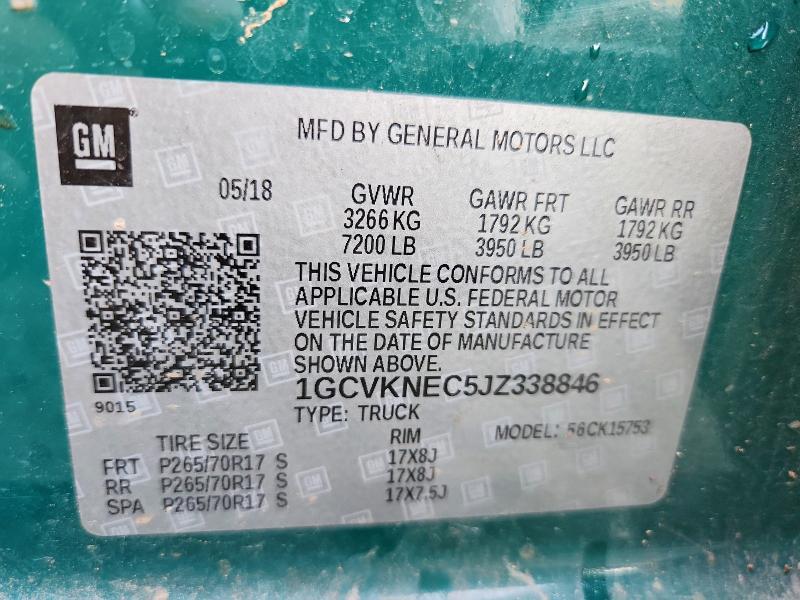 GM
MFD BY GENERAL MOTORS LLC
05/18 GVWR GAWR FRT GAWR RR
3266 KG 1792 KG 1792 KG
7200 LB 3950 LB 3950 LB
THIS VEHICLE CONFORMS TO ALL
APPLICABLE U.S. FEDERAL MOTOR
VEHICLE SAFETY STANDARDS IN EFFECT
ON THE DATE OF MANUFACTURE
SHOWN ABOVE.
1GCVKNEC5JZ338846
9015
TYPE: TRUCK
MODEL: 56CK15753
TIRE SIZE RIM
FRT P265/70R17 S 17X8J
RR P265/70R17 S 17X8J
SPA P265/70R17 S 17X7.5J